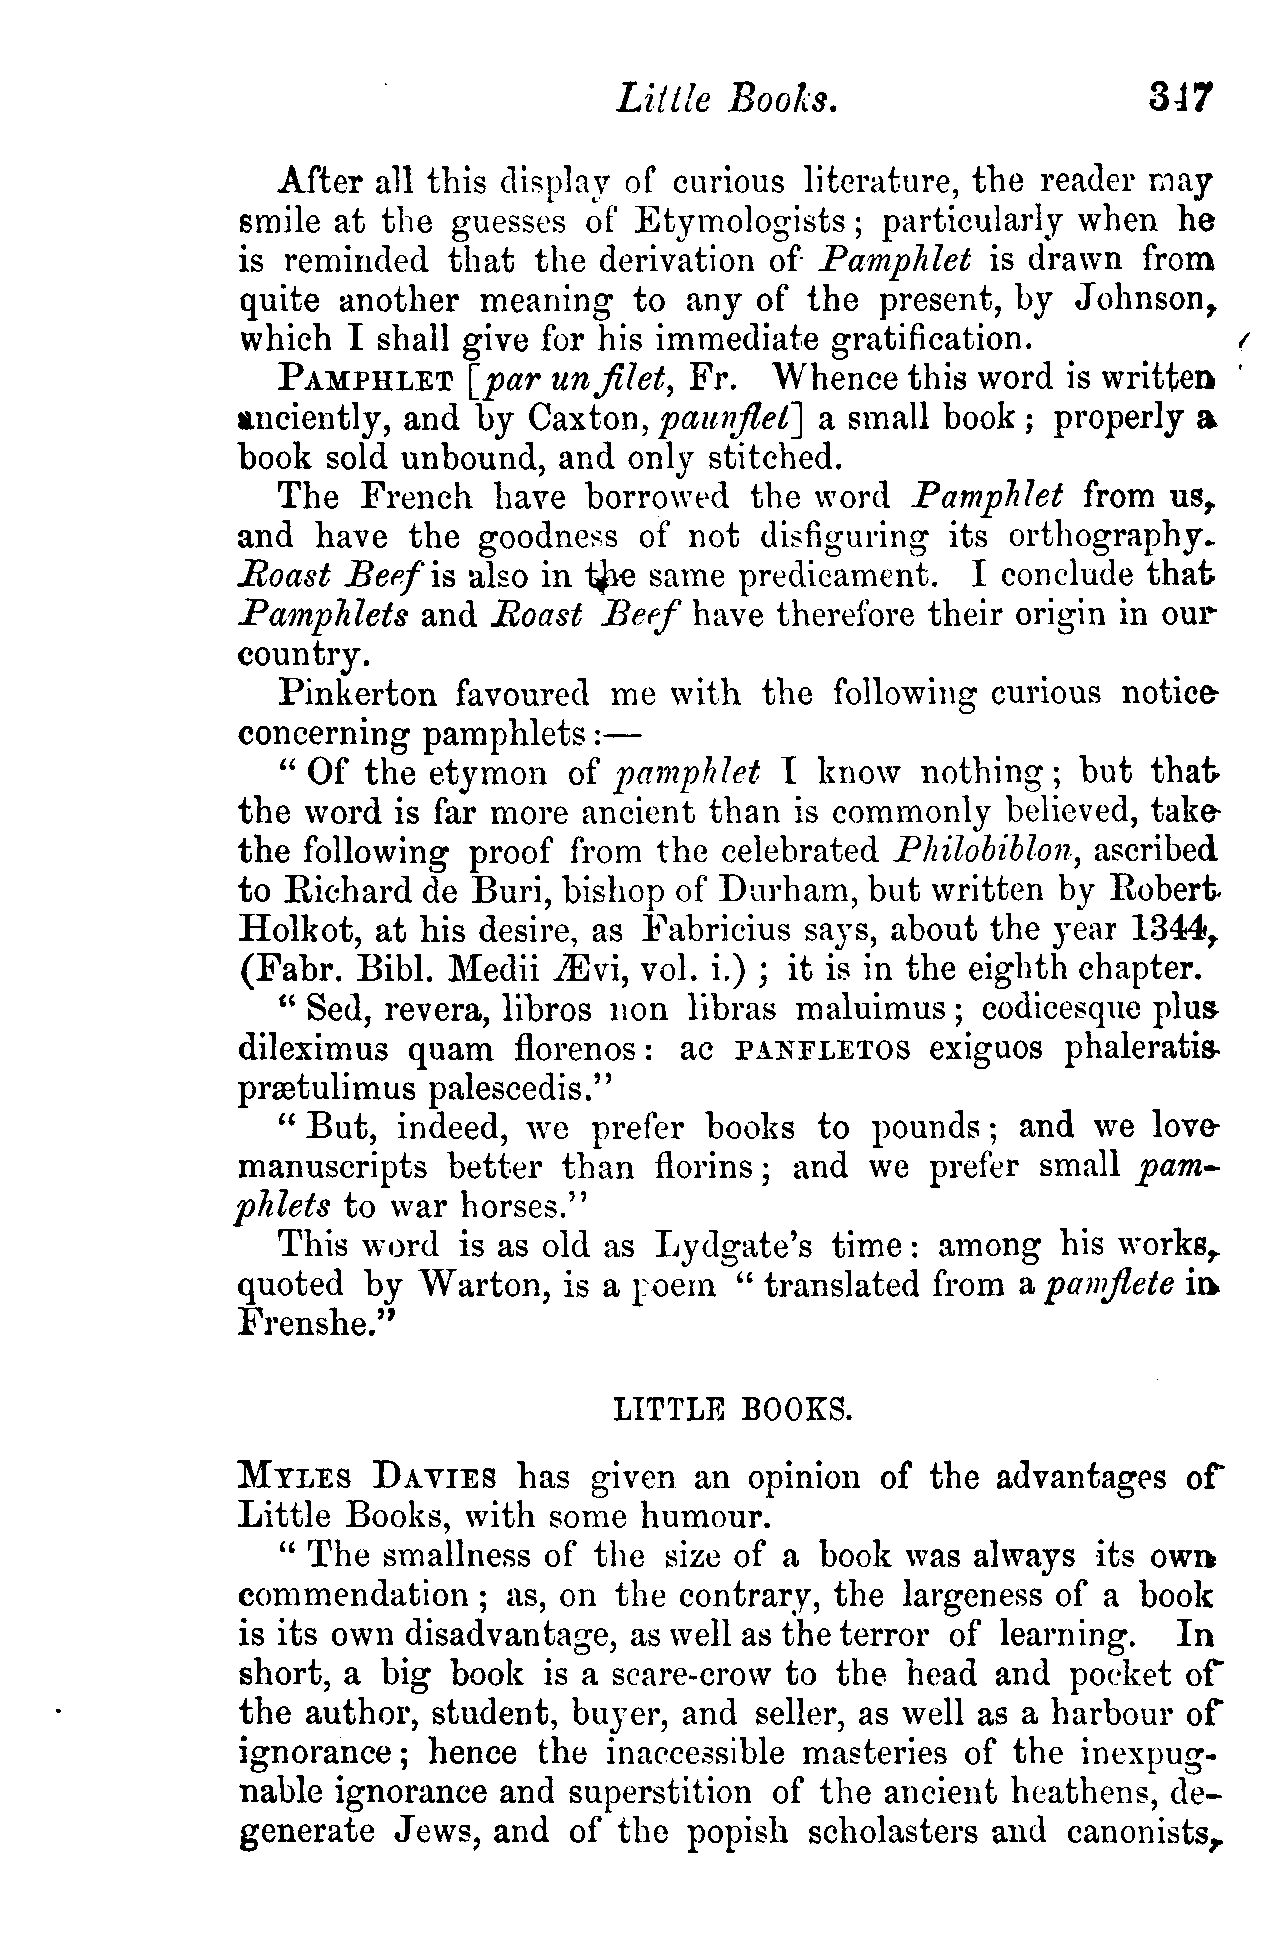 Little Books. 347
After all this display of curious literature, the reader may
smile at the guesses of Etymologists; particularly when he
is reminded that the derivation of Pamphlet is drawn from
quite another meaning to any of the present, by Johnson,
which I shall give for his immediate gratification.
PAMPHLET [par un filet, Fr. Whence this word is written
anciently, and by Caxton, paunflet] a small book; properly a
book sold unbound, and only stitched.
The French have borrowed the word Pamphlet from us,
and have the goodness of not disfiguring its orthography.
Roast Beef is also in the same predicament. I conclude that
Pamphlets and Roast Beef have therefore their origin in our
country.
Pinkerton favoured me with the following curious notice
concerning pamphlets:—
“Of the etymon of pamphlet I know nothing; but that
the word is far more ancient than is commonly believed, take
the following proof from the celebrated Philobiblon, ascribed
to Richard de Buri, bishop of Durham, but written by Robert
Holkot, at his desire, as Fabricius says, about the year 1344,
(Fabr. Bibl. Medii Ævi, vol. i.); it is in the eighth chapter.
“Sed, revera, libros non libras maluimus; codicesque plus
dileximus quam florenos: ac PANFLETOS exiguos phaleratis
prætulimus palescedis.”
“But, indeed, we prefer books to pounds; and we love
manuscripts better than florins; and we prefer small pam-
phlets to war horses.”
This word is as old as Lydgate’s time: among his works,
quoted by Warton, is a poem “translated from a pamflete in
Frenshe.”
LITTLE BOOKS.
MYLES DAVIES has given an opinion of the advantages of
Little Books, with some humour.
“The smallness of the size of a book was always its own
commendation; as, on the contrary, the largeness of a book
is its own disadvantage, as well as the terror of learning. In
short, a big book is a scare-crow to the head and pocket of
the author, student, buyer, and seller, as well as a harbour of
ignorance; hence the inaccessible masteries of the inexpug-
nable ignorance and superstition of the ancient heathens, de-
generate Jews, and of the popish scholasters and canonists,